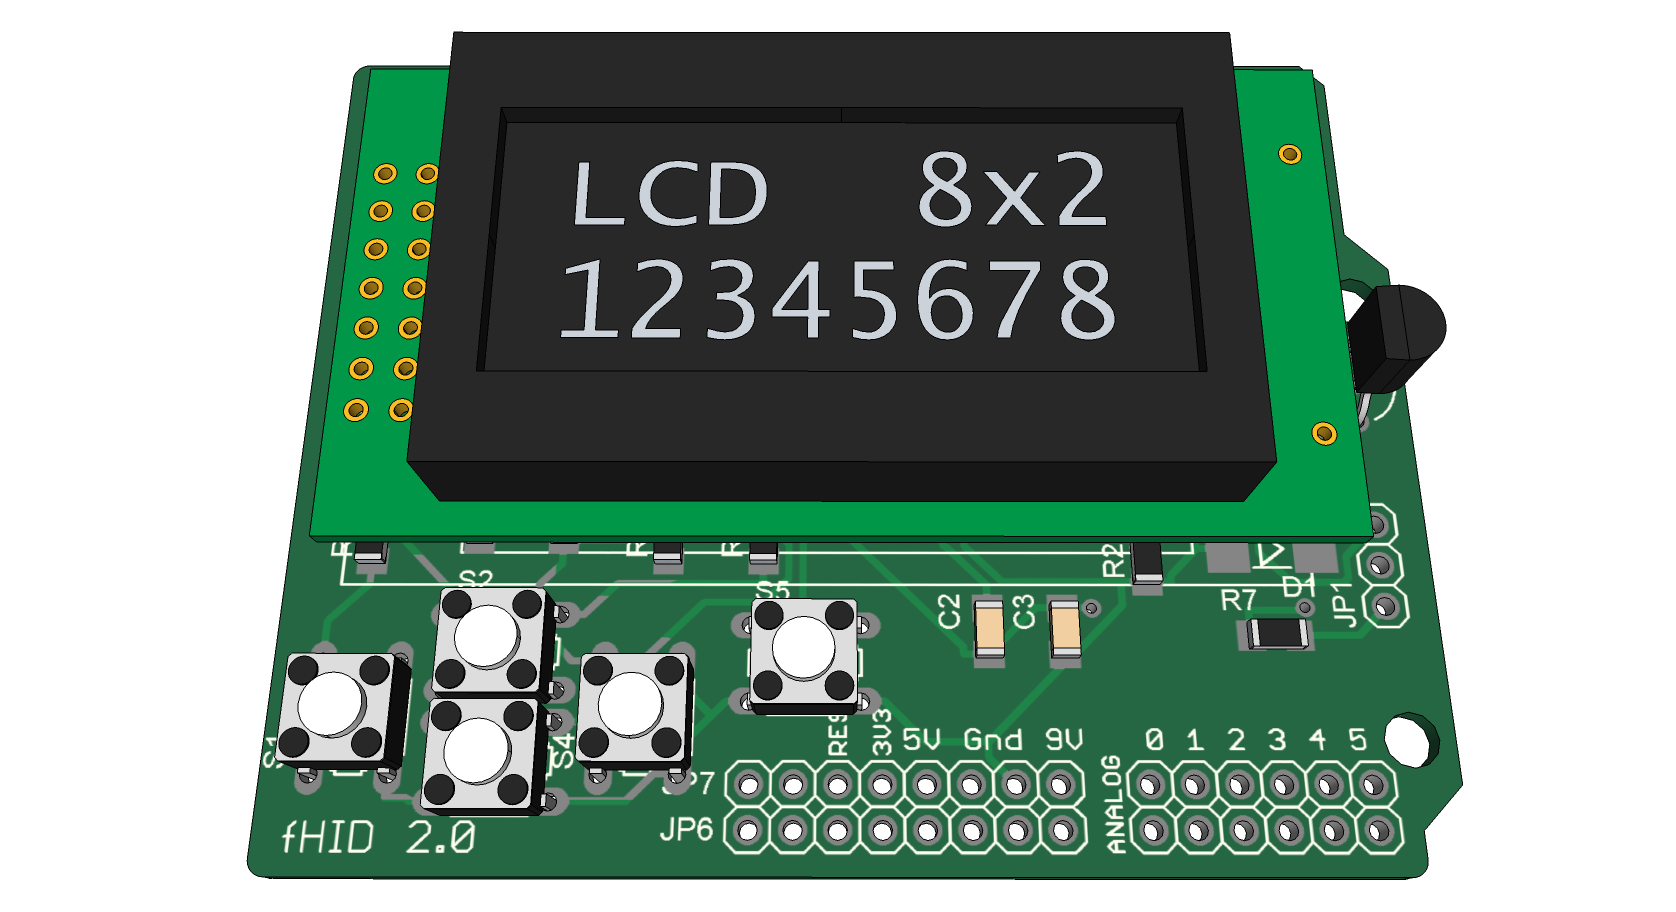 LCD 8x2
12345678
R2
S2
S5
C2
C3
R7
D1
JP1
S1
S4
RES
3V3
5V Gnd 9V
0 1 2 3 4 5
ANALOG
JP6
fHID 2.0